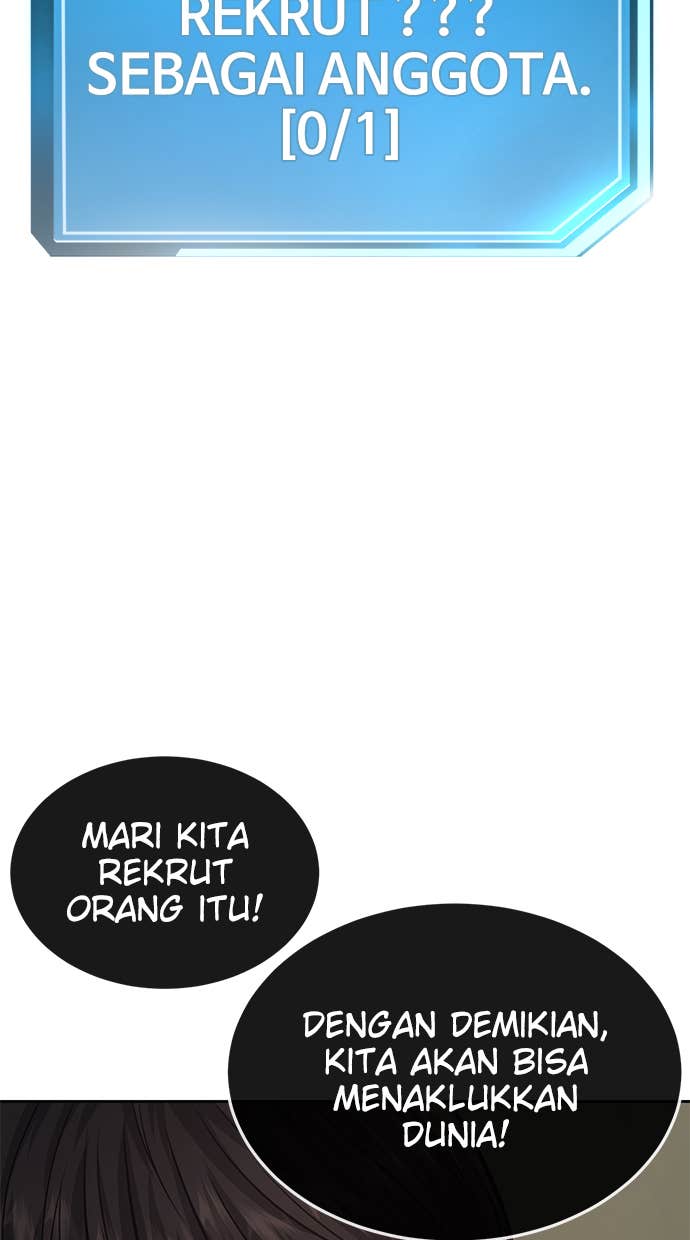 REKRUT ???
SEBAGAI ANGGOTA.
[0/1]
MARI KITA
REKRUT
ORANG ITU!
DENGAN DEMIKIAN,
KITA AKAN BISA
MENAKLUKKAN
DUNIA!